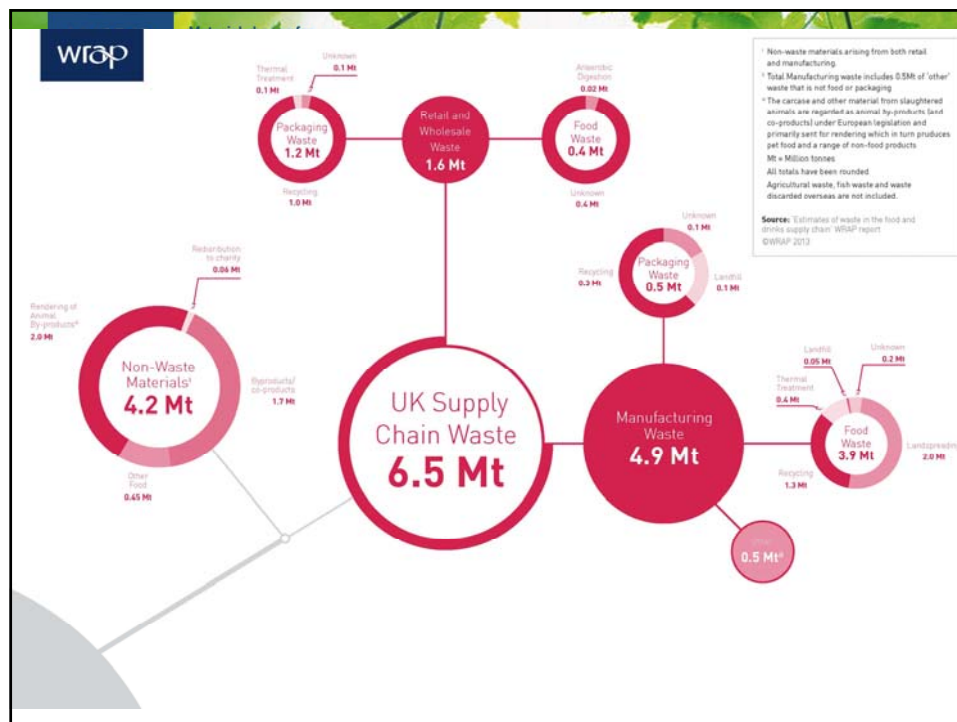 wrap
Thermal
Treatment
0.1 Mt
Unknown
0.1 Mt
Packaging
Waste
1.2 Mt
Recycling
1.0 Mt
Retail and
Wholesale
Waste
1.6 Mt
Anaerobic
Digestion
0.02 Mt
Food
Waste
0.4 Mt
Unknown
0.4 Mt
ⁱ Non-waste materials arising from both retail
and manufacturing.
Total Manufacturing waste includes 0.5Mt of 'other'
waste that is not food or packaging
The carcase and other material from slaughtered
animals are regarded as animal by-products (and
co-products) under European legislation and
primarily sent for rendering which in turn produces
pet food and a range of non-food products
Mt = Million tonnes
All totals have been rounded
Agricultural waste, fish waste and waste
discarded overseas are not included.
Source: 'Estimates of waste in the food and
drinks supply chain' WRAP report
©WRAP 2013
Unknown
0.1 Mt
Packaging
Waste
0.5 Mt
Recycling
0.3 Mt
Landfill
0.1 Mt
Redistribution
to charity
0.06 Mt
Rendering of
Animal
By-products
2.0 Mt
Non-Waste
Materialsⁱ
4.2 Mt
Byproducts/
co-products
1.7 Mt
Other
Food
0.45 Mt
UK Supply
Chain Waste
6.5 Mt
Manufacturing
Waste
4.9 Mt
Landfill
0.05 Mt
Unknown
0.2 Mt
Thermal
Treatment
0.4 Mt
Food
Waste
3.9 Mt
Landspreading
2.0 Mt
Recycling
1.3 Mt
0.5 Mt